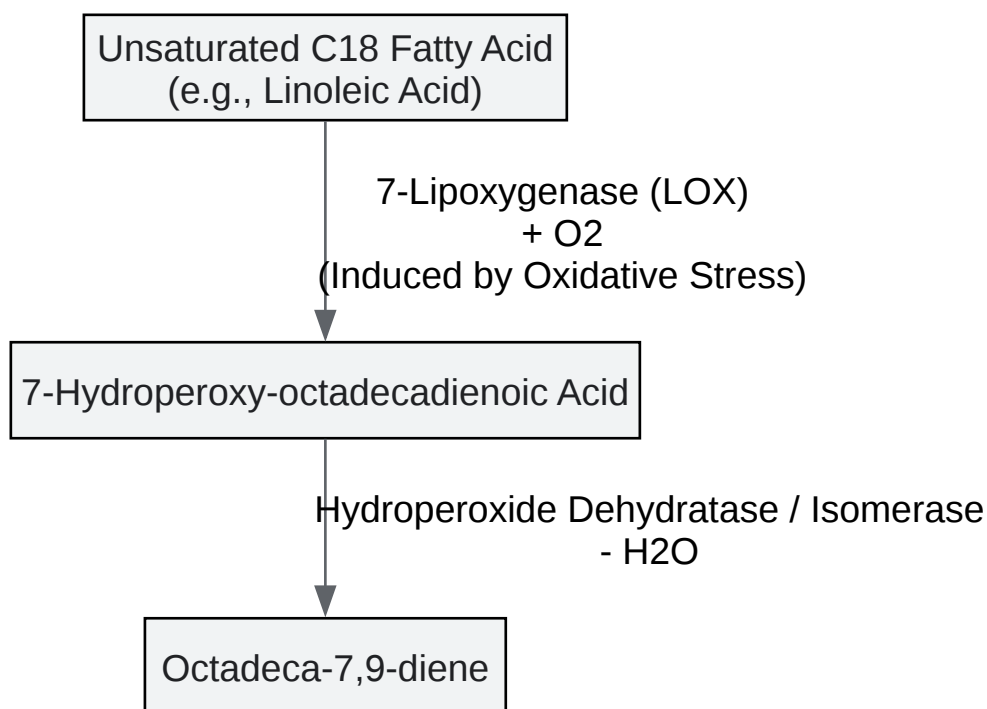 Unsaturated C18 Fatty Acid
(e.g., Linoleic Acid)
7-Lipoxygenase (LOX)
+ O2
(Induced by Oxidative Stress)
7-Hydroperoxy-octadecadienoic Acid
Hydroperoxide Dehydratase / Isomerase
- H2O
Octadeca-7,9-diene